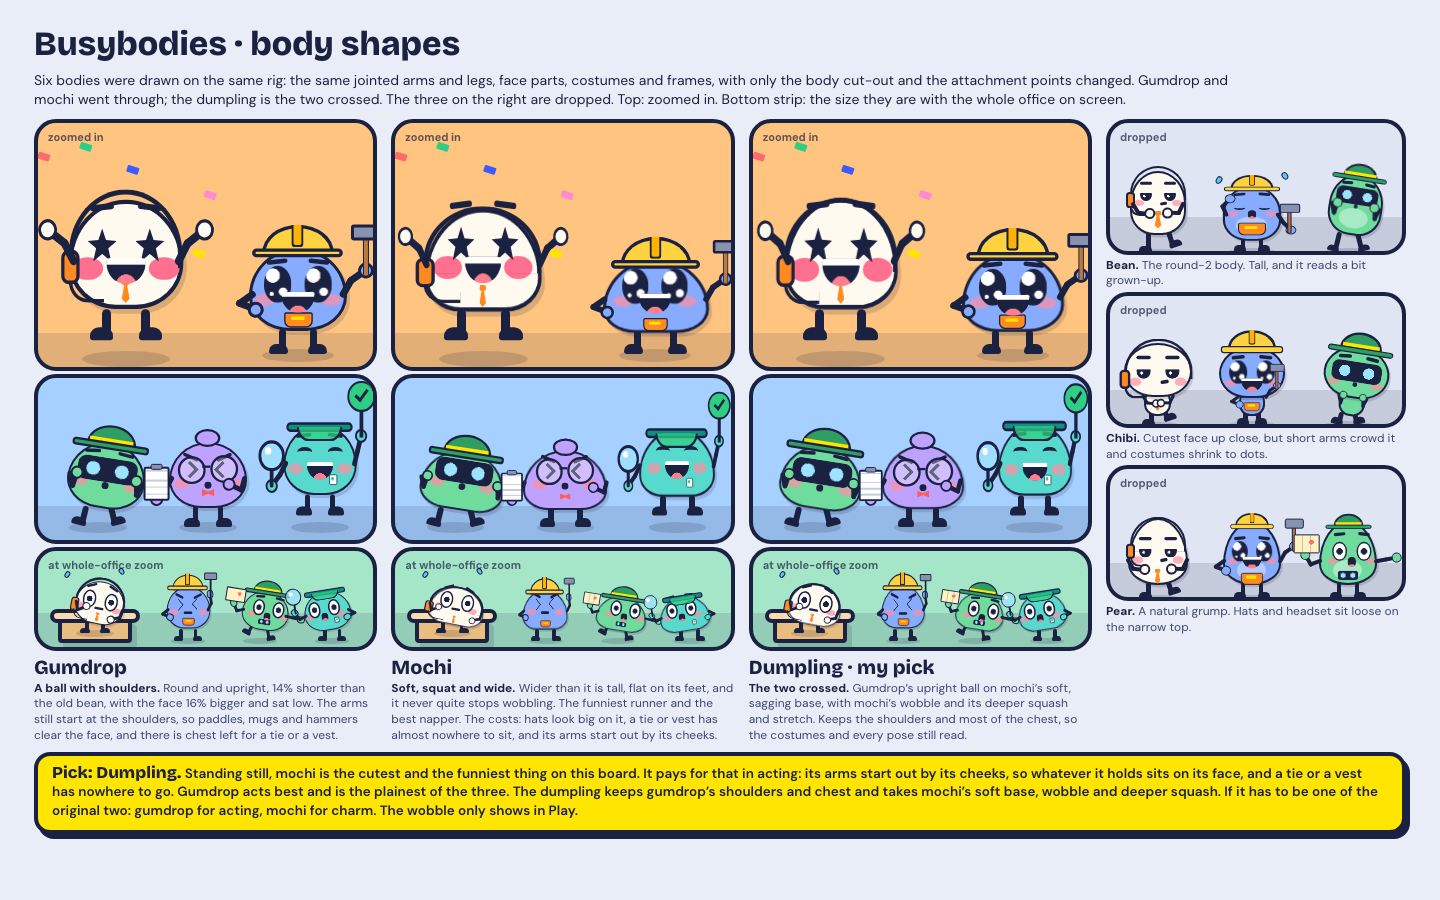 Busybodies · body shapes
Six bodies were drawn on the same rig: the same jointed arms and legs, face parts, costumes and frames, with only the body cut-out and the attachment points changed. Gumdrop and
mochi went through; the dumpling is the two crossed. The three on the right are dropped. Top: zoomed in. Bottom strip: the size they are with the whole office on screen.
zoomed in
at whole-office zoom
Gumdrop
A ball with shoulders. Round and upright, 14% shorter than
the old bean, with the face 16% bigger and sat low. The arms
still start at the shoulders, so paddles, mugs and hammers
clear the face, and there is chest left for a tie or a vest.
zoomed in
at whole-office zoom
Mochi
Soft, squat and wide. Wider than it is tall, flat on its feet, and
it never quite stops wobbling. The funniest runner and the
best napper. The costs: hats look big on it, a tie or vest has
almost nowhere to sit, and its arms start out by its cheeks.
zoomed in
at whole-office zoom
Dumpling · my pick
The two crossed. Gumdrop's upright ball on mochi's soft,
sagging base, with mochi's wobble and its deeper squash
and stretch. Keeps the shoulders and most of the chest, so
the costumes and every pose still read.
dropped
Bean. The round-2 body. Tall, and it reads a bit
grown-up.
dropped
Chibi. Cutest face up close, but short arms crowd it
and costumes shrink to dots.
dropped
Pear. A natural grump. Hats and headset sit loose on
the narrow top.
Pick: Dumpling. Standing still, mochi is the cutest and the funniest thing on this board. It pays for that in acting: its arms start out by its cheeks, so whatever it holds sits on its face, and a tie or a vest
has nowhere to go. Gumdrop acts best and is the plainest of the three. The dumpling keeps gumdrop's shoulders and chest and takes mochi's soft base, wobble and deeper squash. If it has to be one of the
original two: gumdrop for acting, mochi for charm. The wobble only shows in Play.